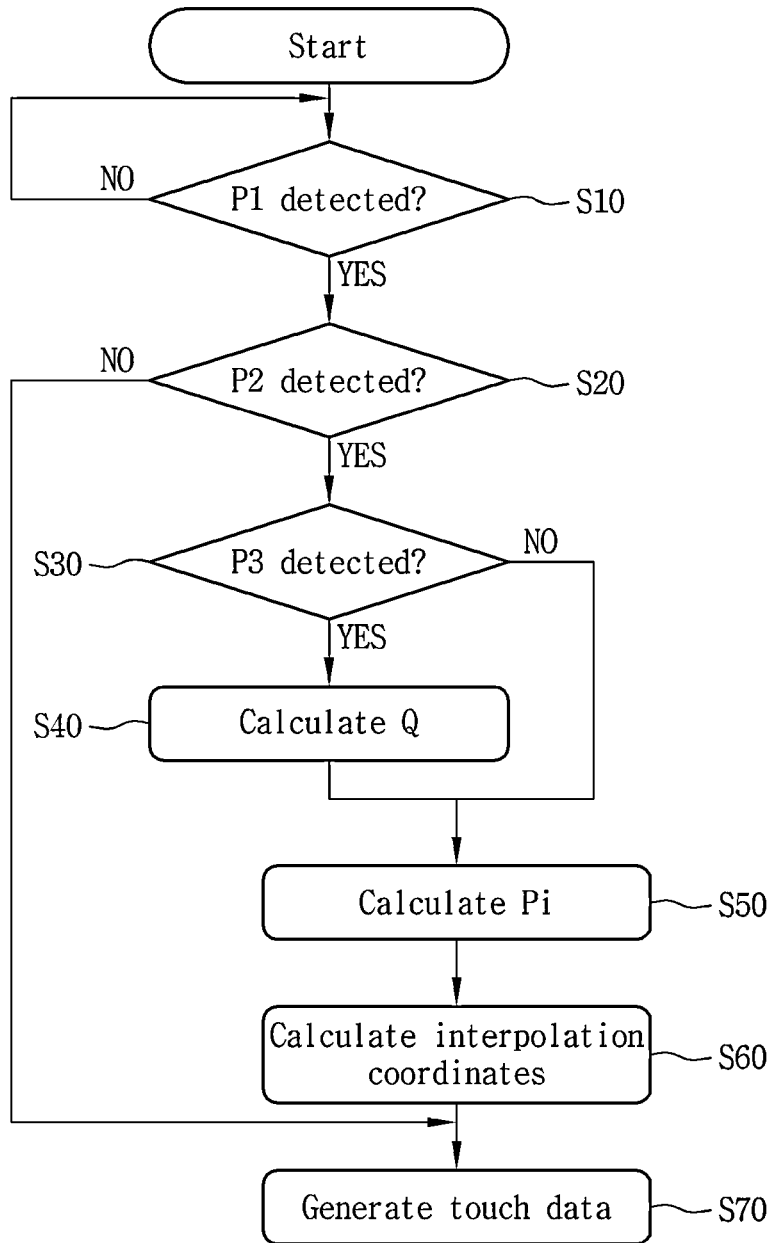 Start
NO
P1 detected?
S10
YES
NO
P2 detected?
S20
YES
S30
P3 detected?
NO
YES
S40
Calculate Q
Calculate Pi
S50
Calculate interpolation
coordinates
S60
Generate touch data
S70